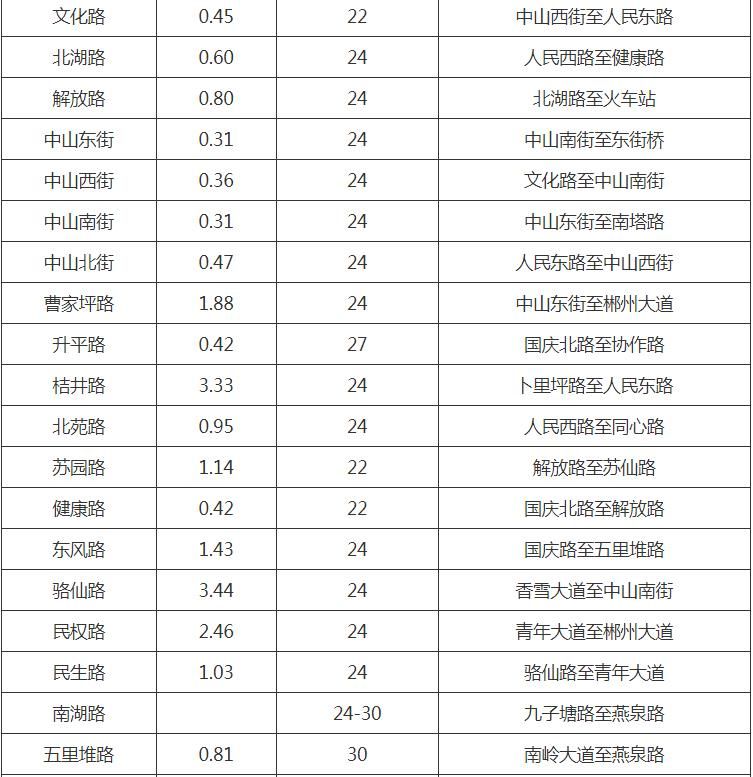 文化路 0.45 22 中山西街至人民东路
北湖路 0.60 24 人民西路至健康路
解放路 0.80 24 北湖路至火车站
中山东街 0.31 24 中山南街至东街桥
中山西街 0.36 24 文化路至中山南街
中山南街 0.31 24 中山东街至南塔路
中山北街 0.47 24 人民东路至中山西街
曹家坪路 1.88 24 中山东街至郴州大道
升平路 0.42 27 国庆北路至协作路
桔井路 3.33 24 卜里坪路至人民东路
北苑路 0.95 24 人民西路至同心路
苏园路 1.14 22 解放路至苏仙路
健康路 0.42 22 国庆北路至解放路
东风路 1.43 24 国庆路至五里堆路
骆仙路 3.44 24 香雪大道至中山南街
民权路 2.46 24 青年大道至郴州大道
民生路 1.03 24 骆仙路至青年大道
南湖路 24-30 九子塘路至燕泉路
五里堆路 0.81 30 南岭大道至燕泉路